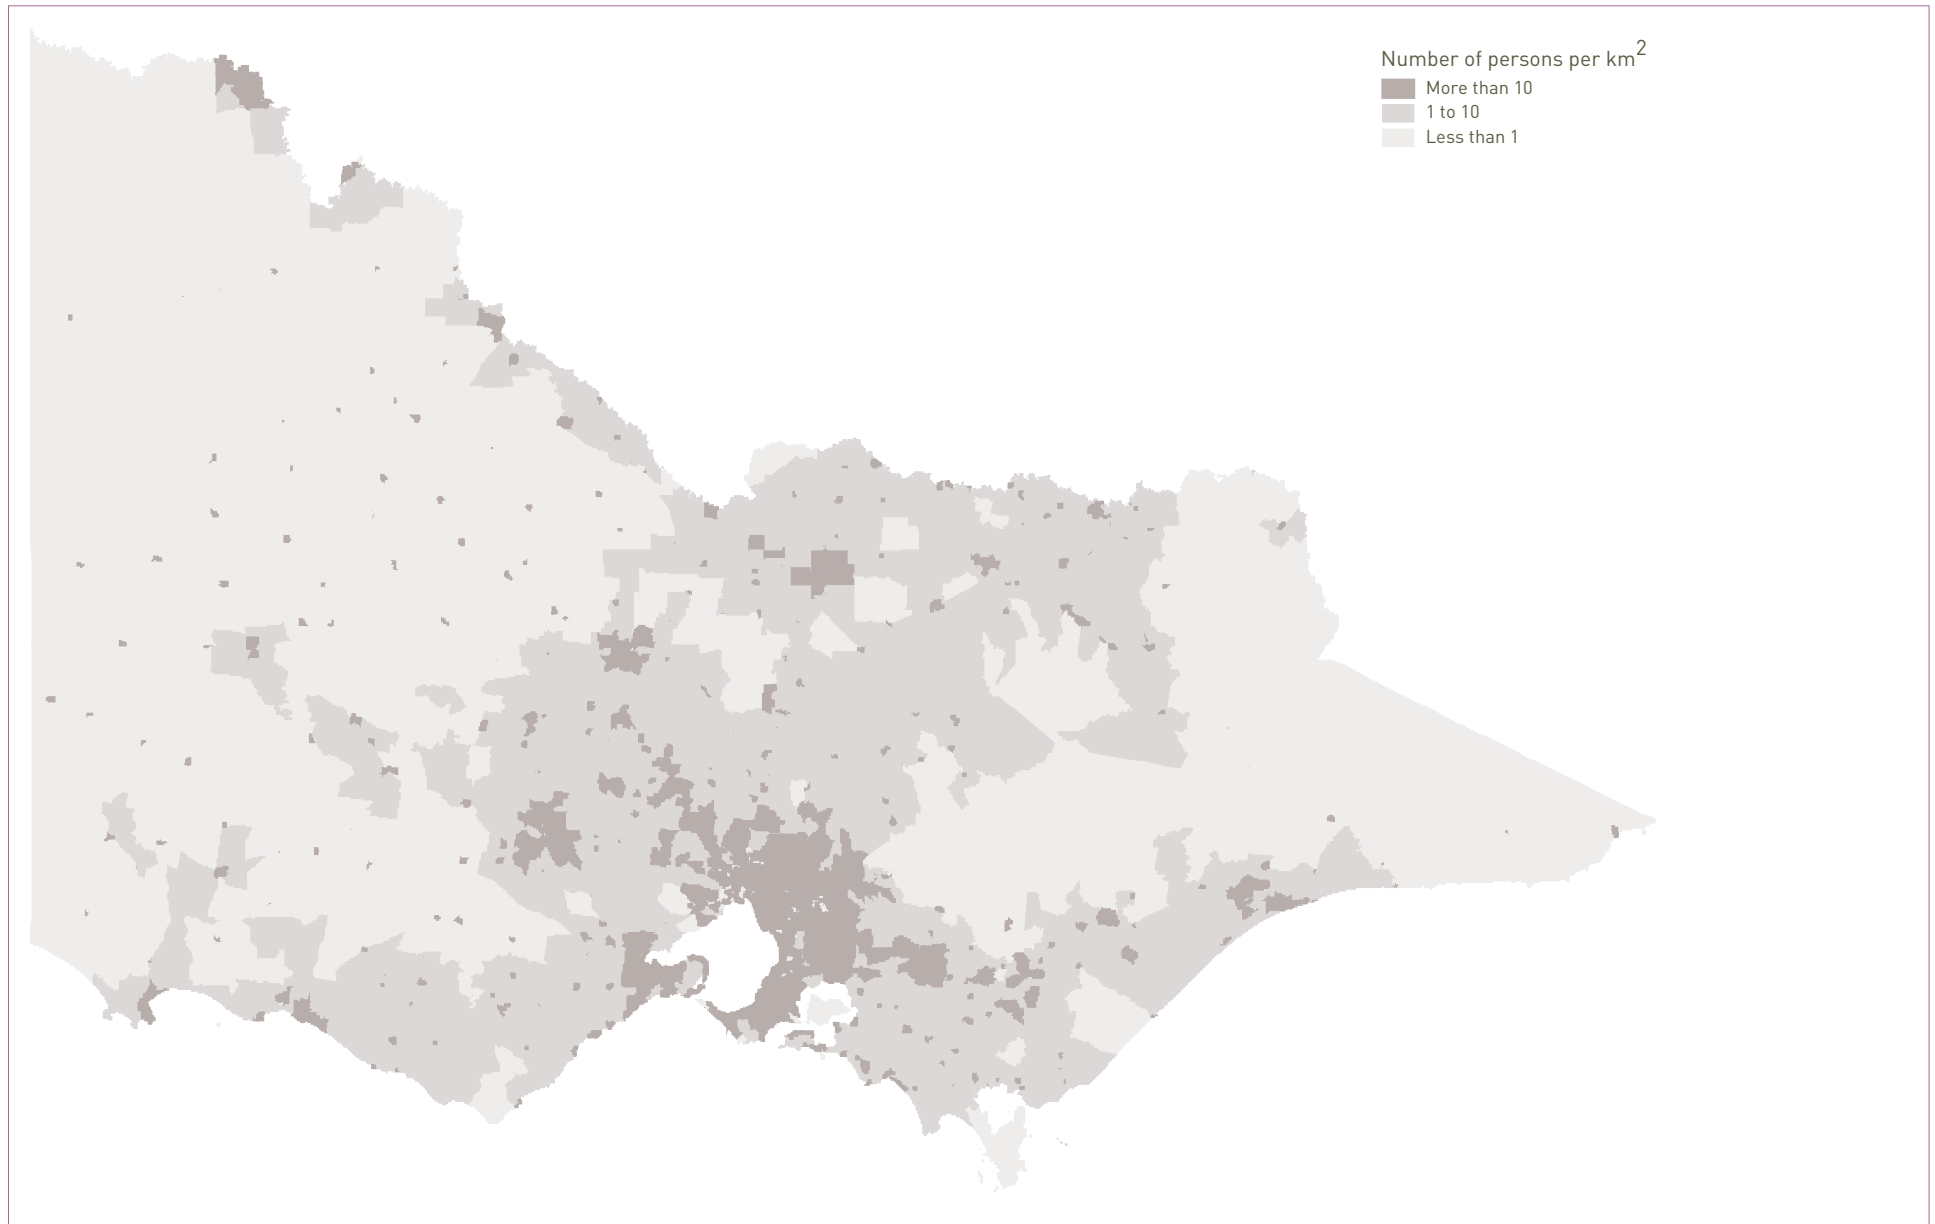 Number of persons per km²
More than 10
1 to 10
Less than 1